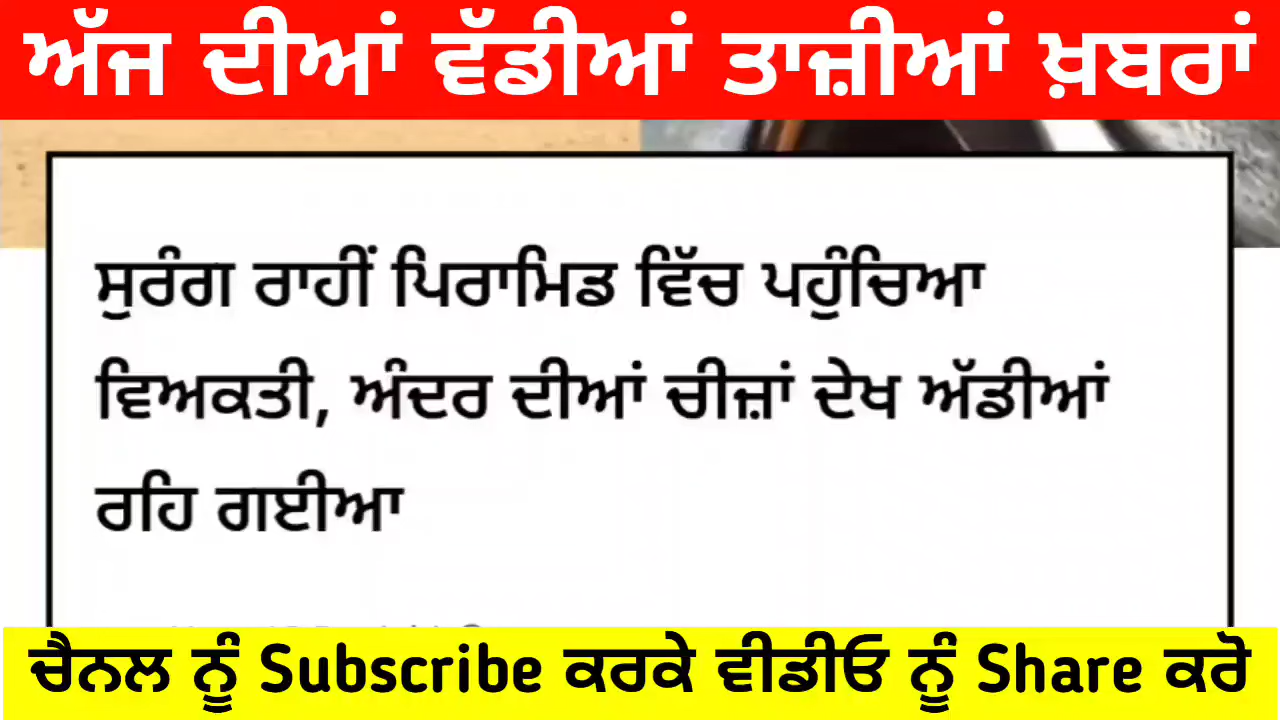 ਅੱਜ ਦੀਆਂ ਵੱਡੀਆਂ ਤਾਜ਼ੀਆਂ ਖ਼ਬਰਾਂ
ਸੁਰੰਗ ਰਾਹੀਂ ਪਿਰਾਮਿਡ ਵਿੱਚ ਪਹੁੰਚਿਆ
ਵਿਅਕਤੀ, ਅੰਦਰ ਦੀਆਂ ਚੀਜ਼ਾਂ ਦੇਖ ਅੱਡੀਆਂ
ਰਹਿ ਗਈਆ
ਚੈਨਲ ਨੂੰ Subscribe ਕਰਕੇ ਵੀਡੀਓ ਨੂੰ Share ਕਰੋ